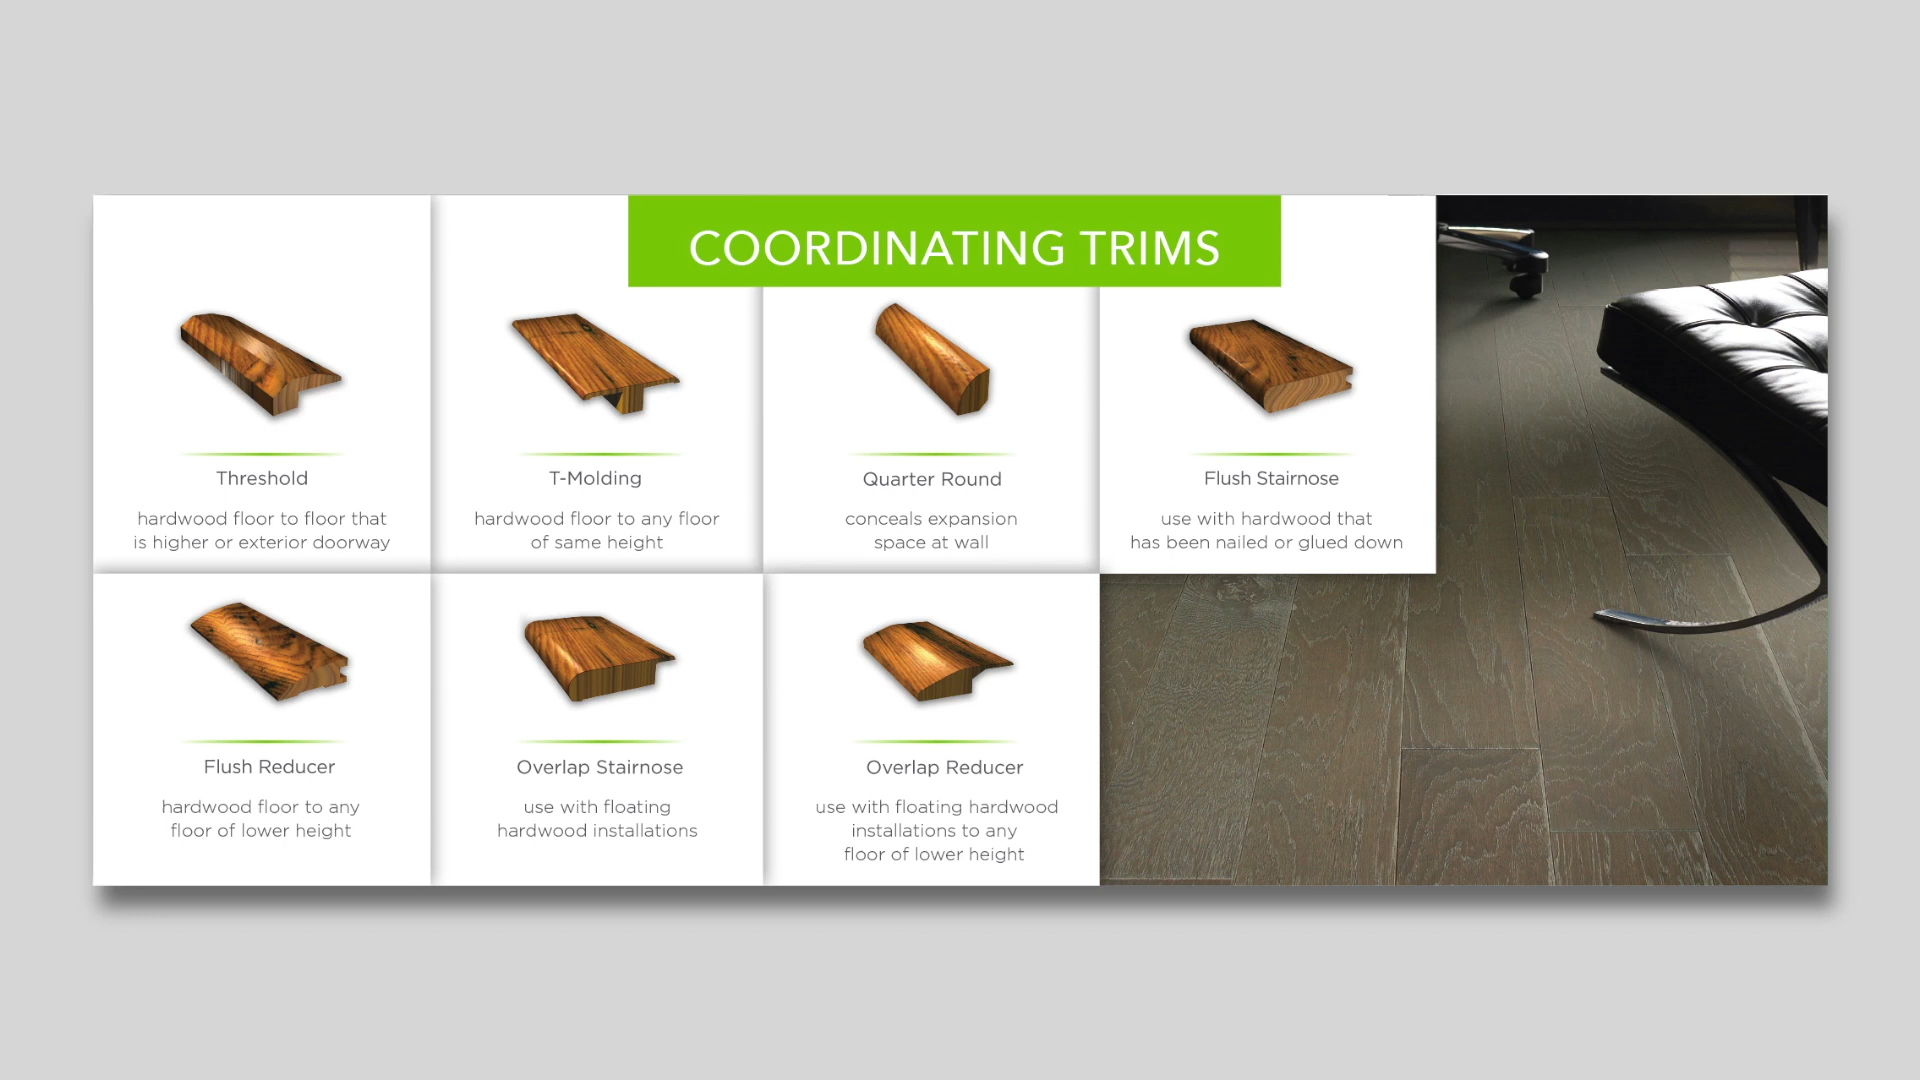 COORDINATING TRIMS
Threshold
hardwood floor to floor that
is higher or exterior doorway
T-Molding
hardwood floor to any floor
of same height
Quarter Round
conceals expansion
space at wall
Flush Stairnose
use with hardwood that
has been nailed or glued down
Flush Reducer
hardwood floor to any
floor of lower height
Overlap Stairnose
use with floating
hardwood installations
Overlap Reducer
use with floating hardwood
installations to any
floor of lower height